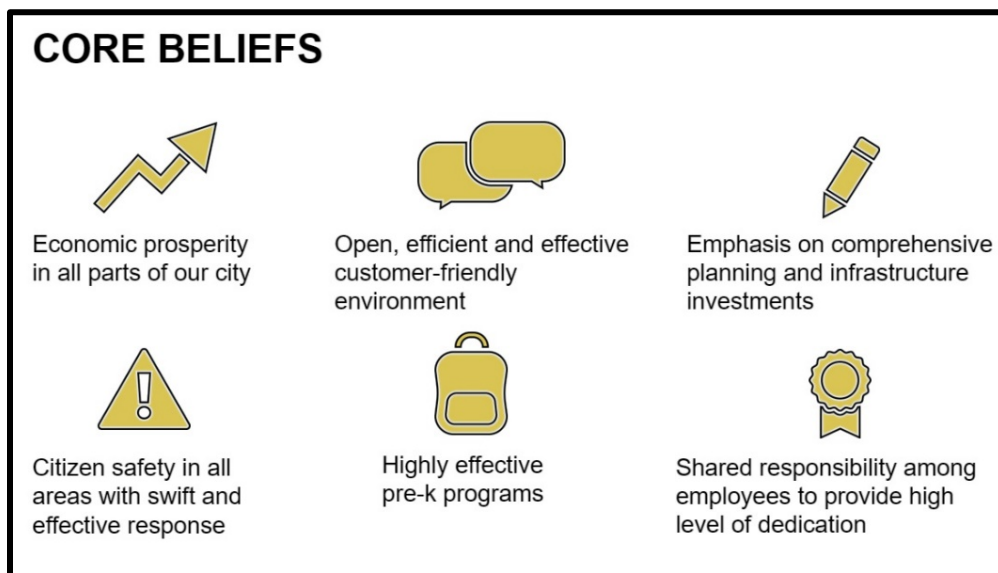 CORE BELIEFS
Economic prosperity
in all parts of our city
Open, efficient and effective
customer-friendly
environment
Emphasis on comprehensive
planning and infrastructure
investments
Citizen safety in all
areas with swift and
effective response
Highly effective
pre-k programs
Shared responsibility among
employees to provide high
level of dedication